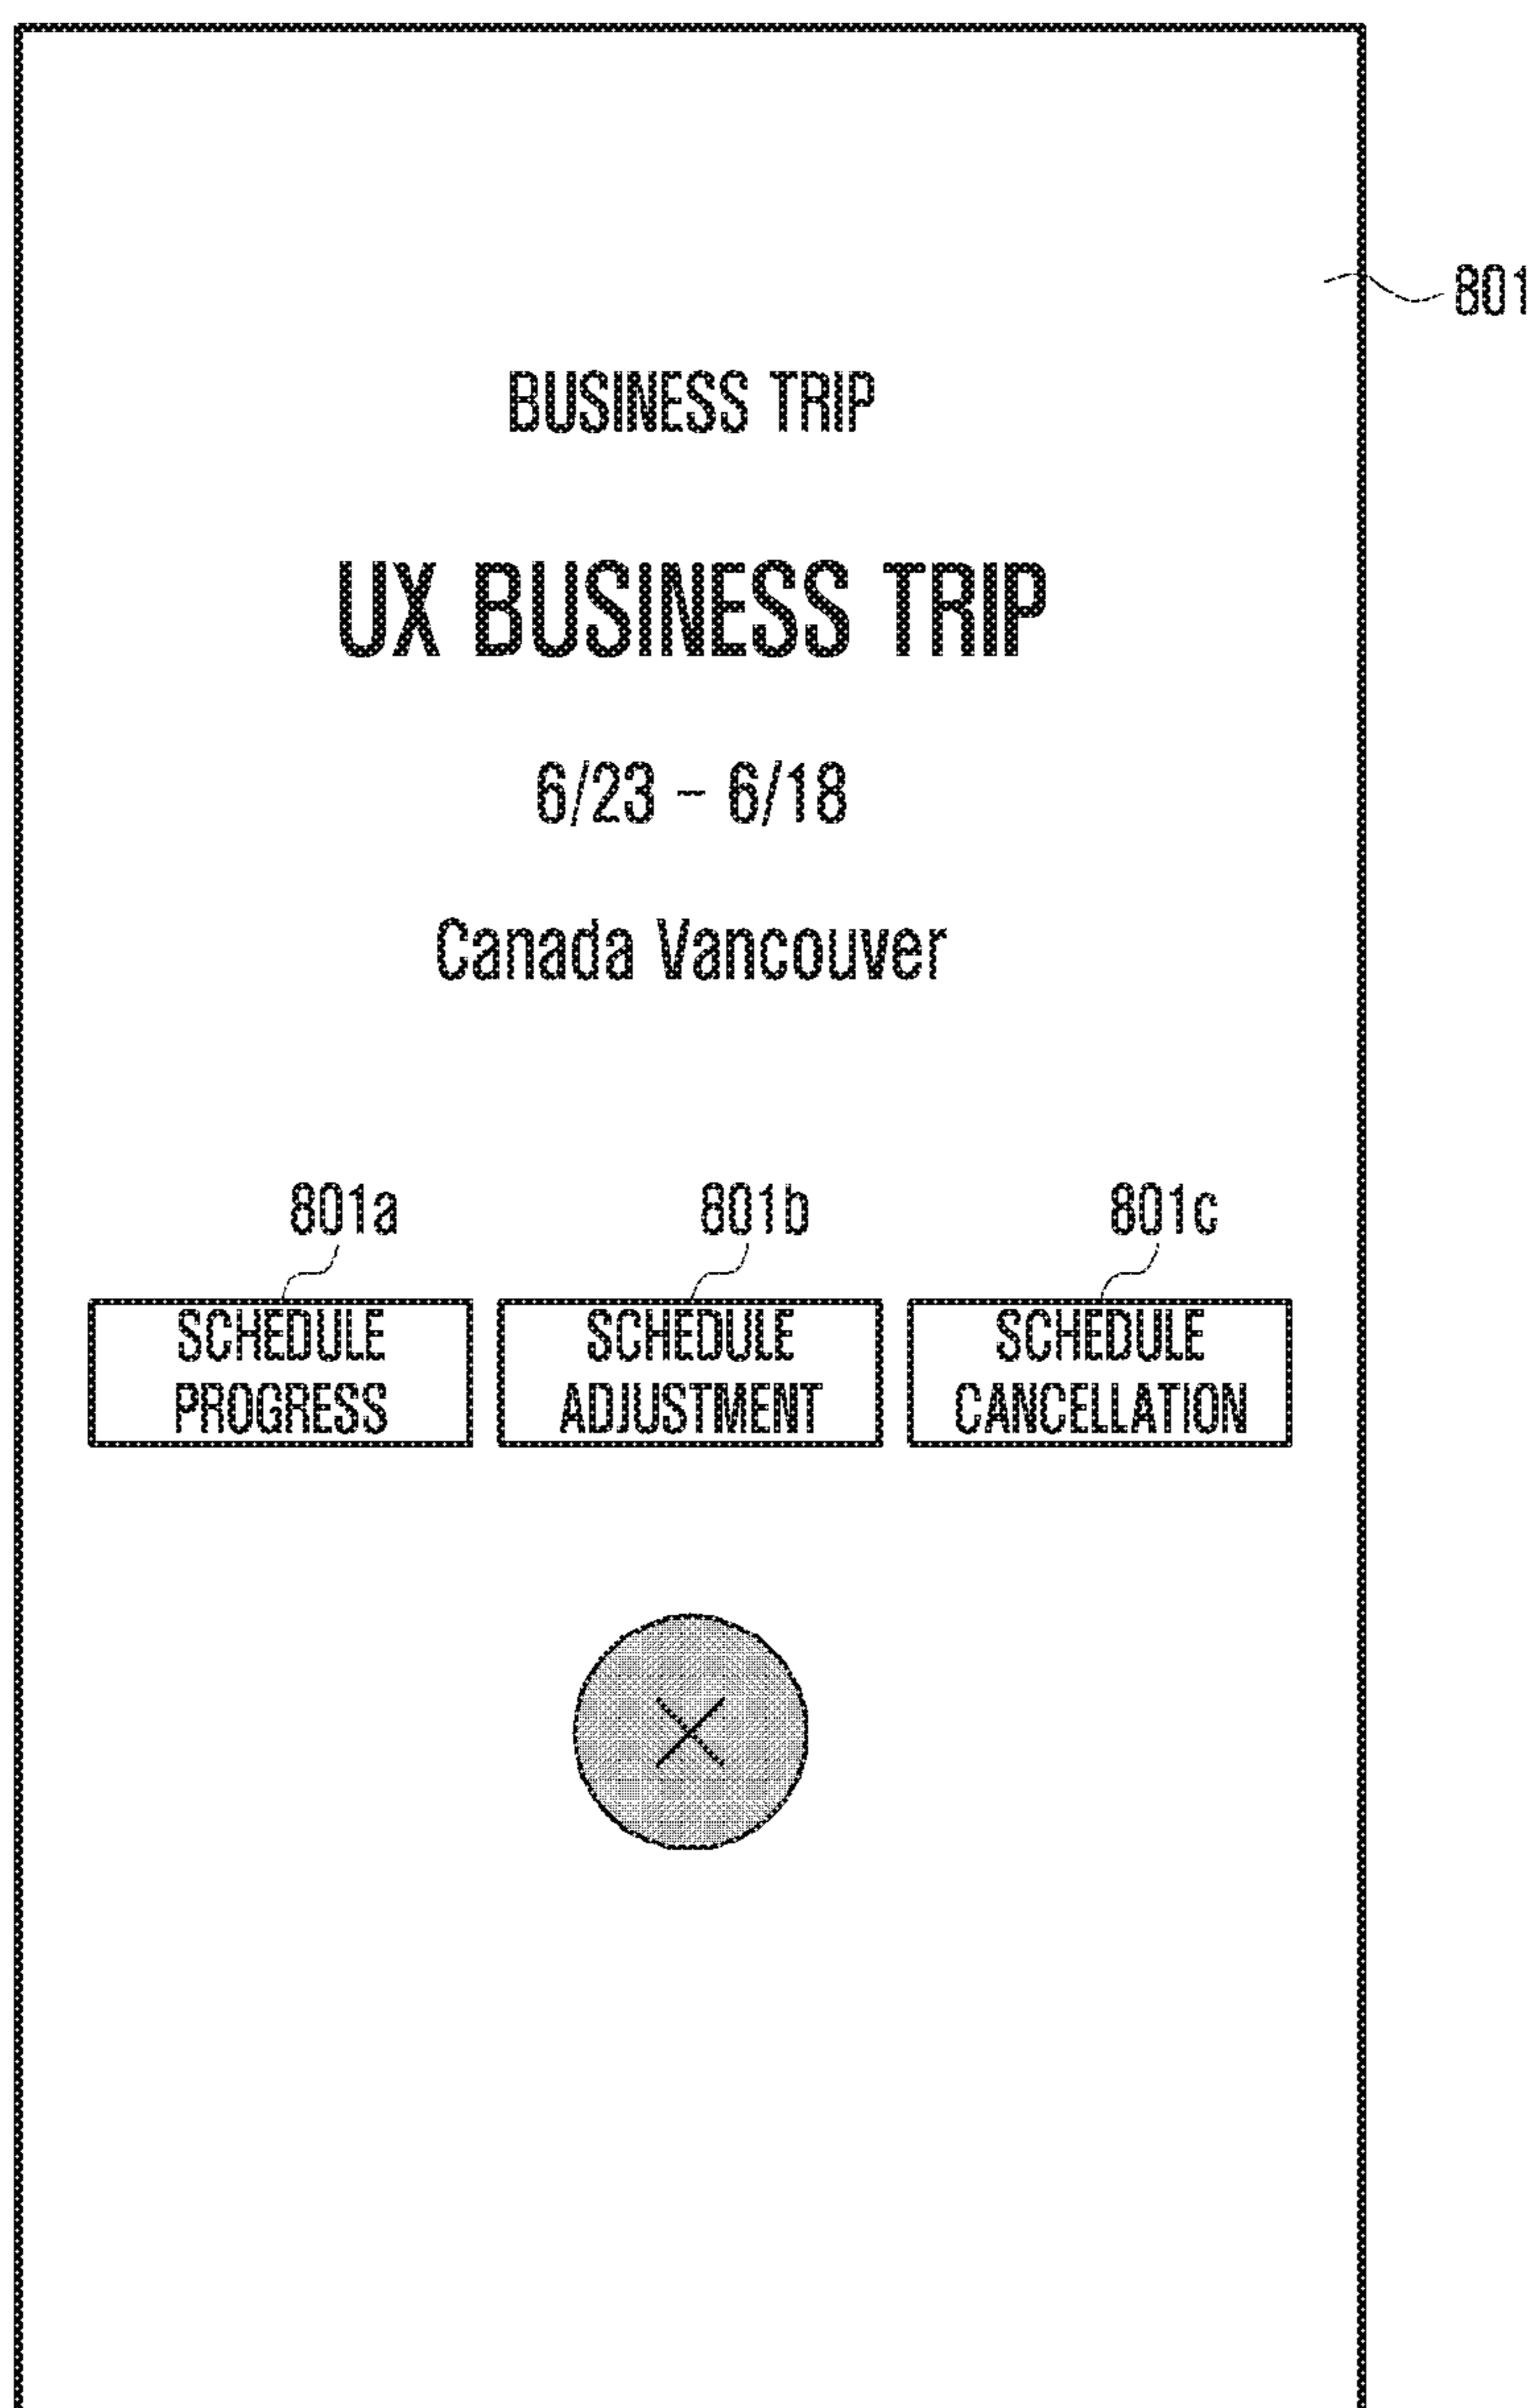 801
BUSINESS TRIP
UX BUSINESS TRIP
6/23 - 6/18
Canada Vancouver
801a 801b 801c
SCHEDULE PROGRESS
SCHEDULE ADJUSTMENT
SCHEDULE CANCELLATION